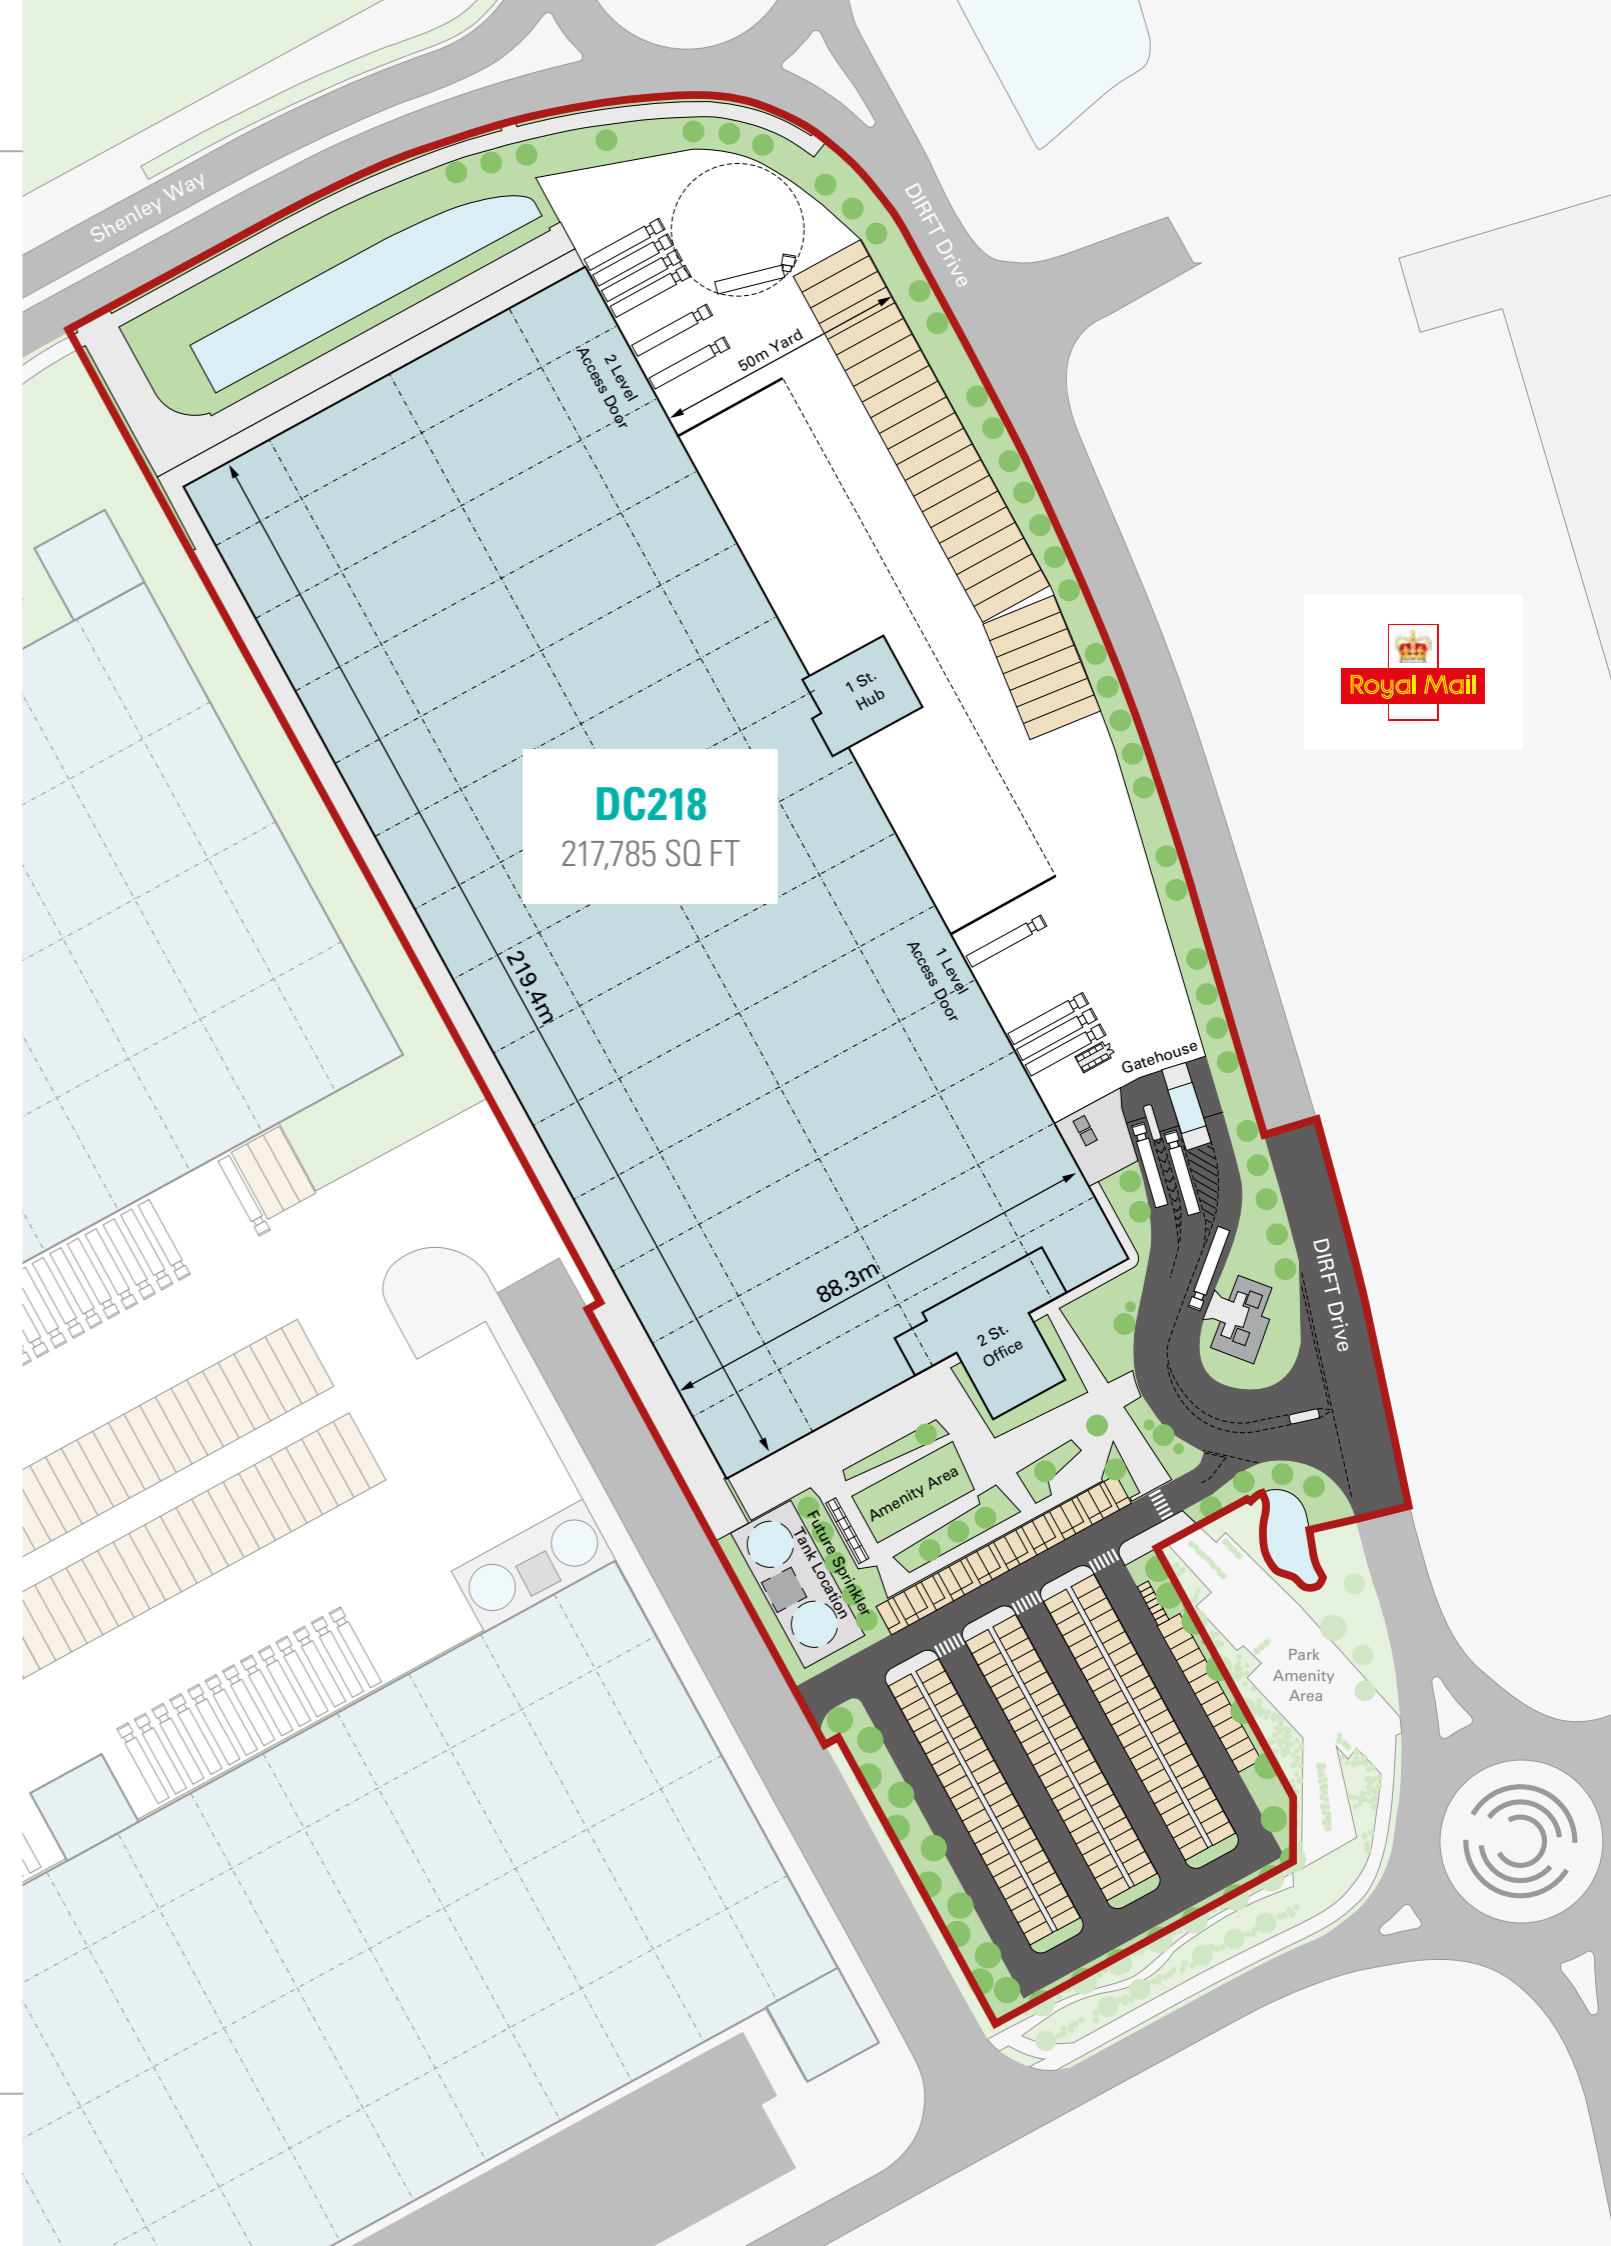 Shenley Way
DIRFT Drive
50m Yard
2 Level
Access Door
1 St.
Hub
Royal Mail
DC218
217,785 SQ FT
219.4m
1 Level
Access Door
Gatehouse
88.3m
2 St.
Office
DIRFT Drive
Amenity Area
Future Sprinkler
Tank Location
Park
Amenity
Area